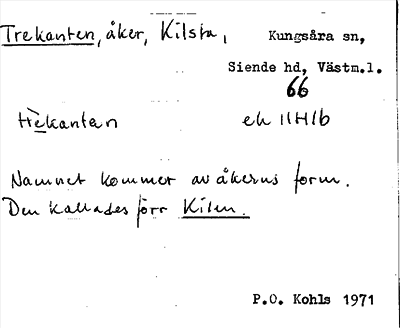 Trekanten, åker, Kilsta, Kungsåra sn,
Siende hd, Västm.l.
66
trèkantan ek 11H1b
Namnet kommer av åkerns form.
Den kallades förr Kilen.
P.O. Kohls 1971